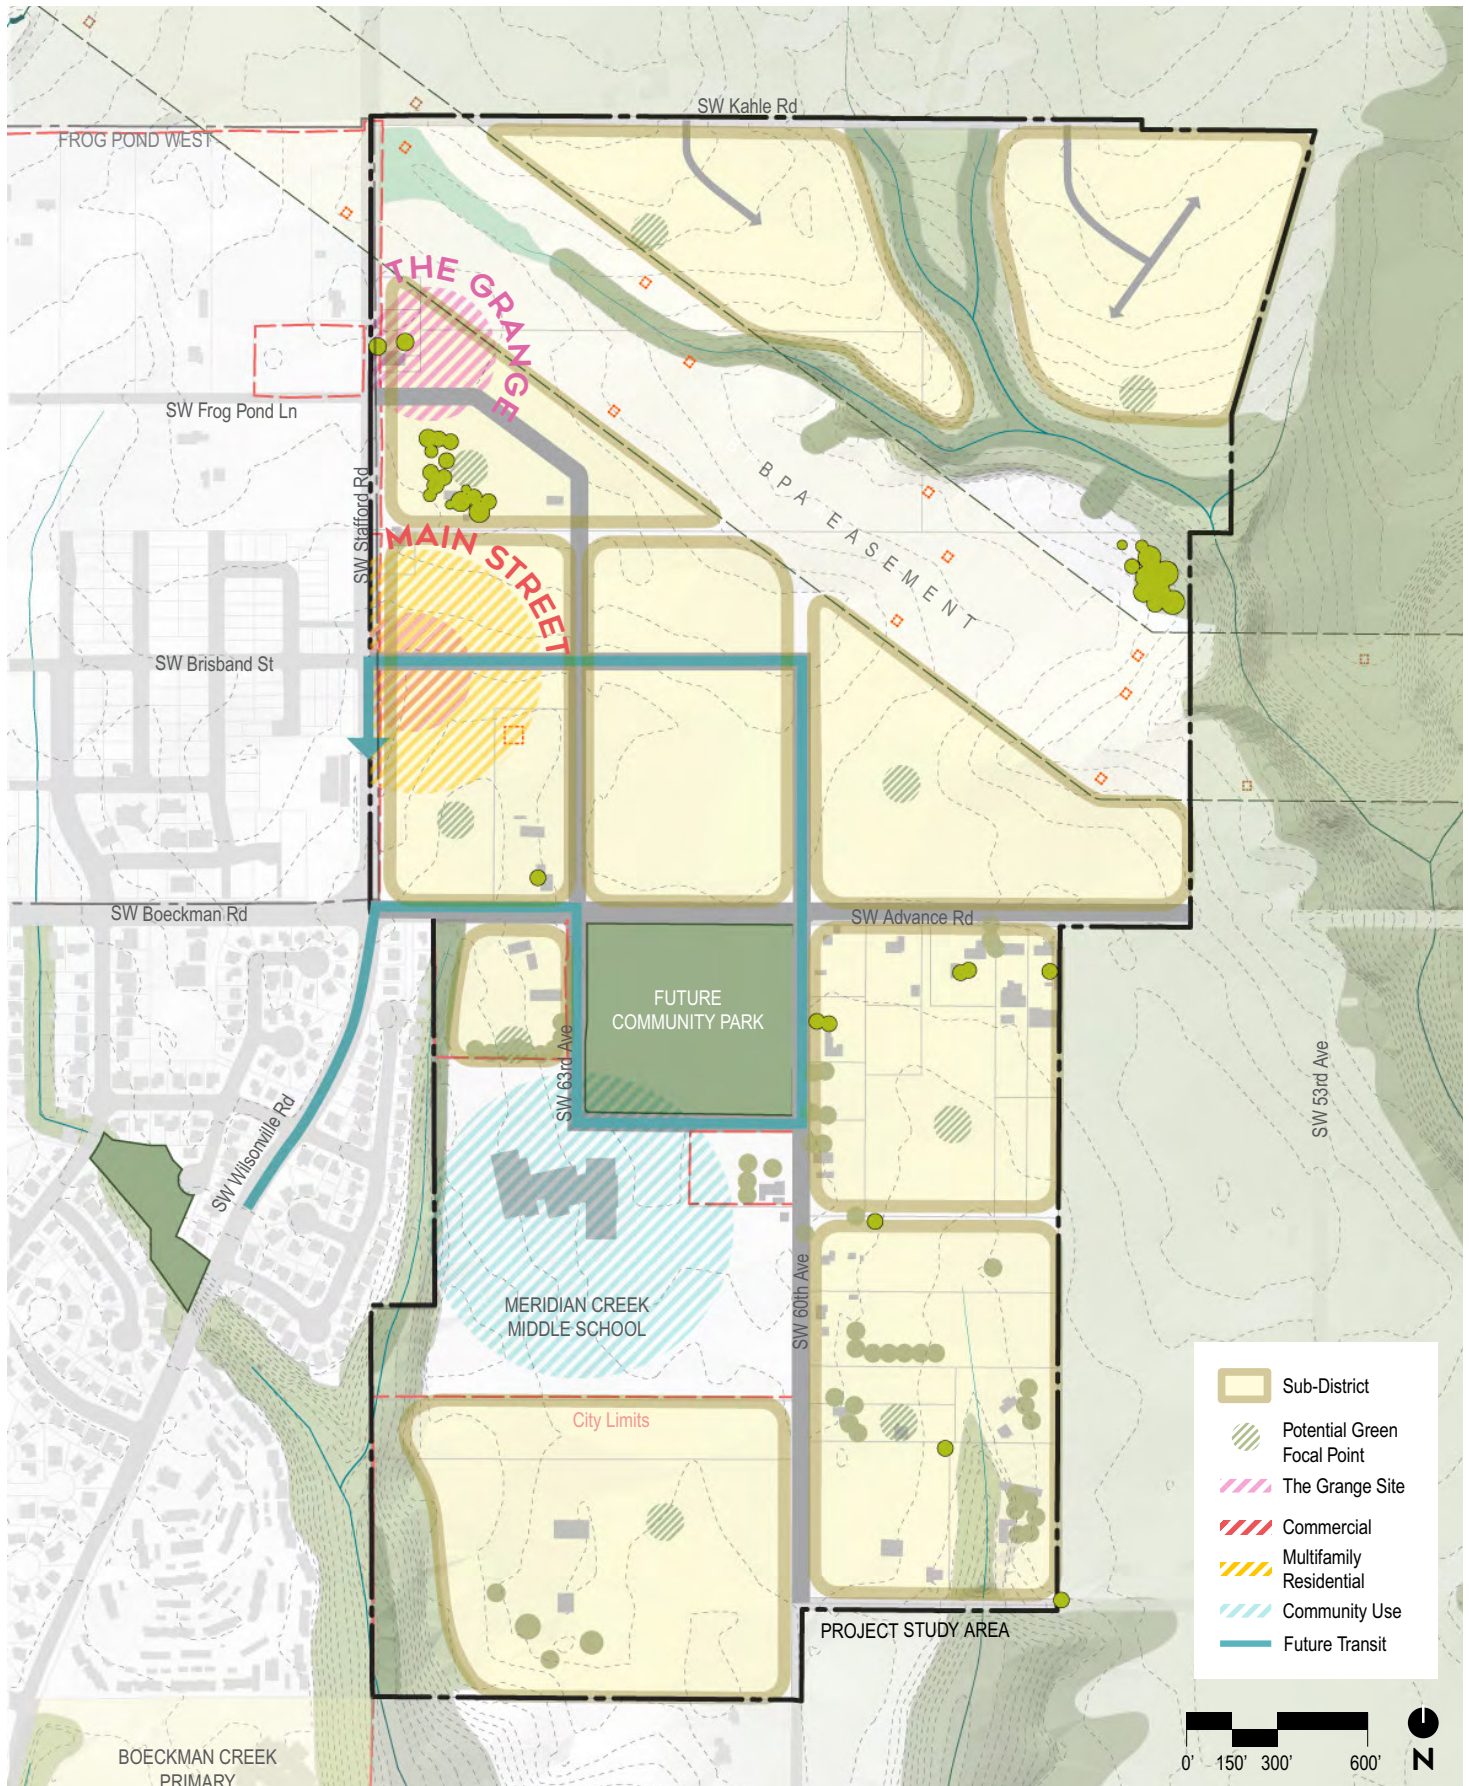 SW Kahle Rd
FROG POND WEST
THE GRANGE
SW Frog Pond Ln
SW Stafford Rd
BPA EASEMENT
MAIN STREET
SW Brisband St
SW Boeckman Rd
SW Advance Rd
FUTURE
COMMUNITY PARK
SW 63rd Ave
SW 53rd Ave
SW Wilsonville Rd
SW 60th Ave
MERIDIAN CREEK
MIDDLE SCHOOL
City Limits
Sub-District
Potential Green
Focal Point
The Grange Site
Commercial
Multifamily
Residential
Community Use
Future Transit
PROJECT STUDY AREA
BOECKMAN CREEK
PRIMARY
0' 150' 300' 600'
N